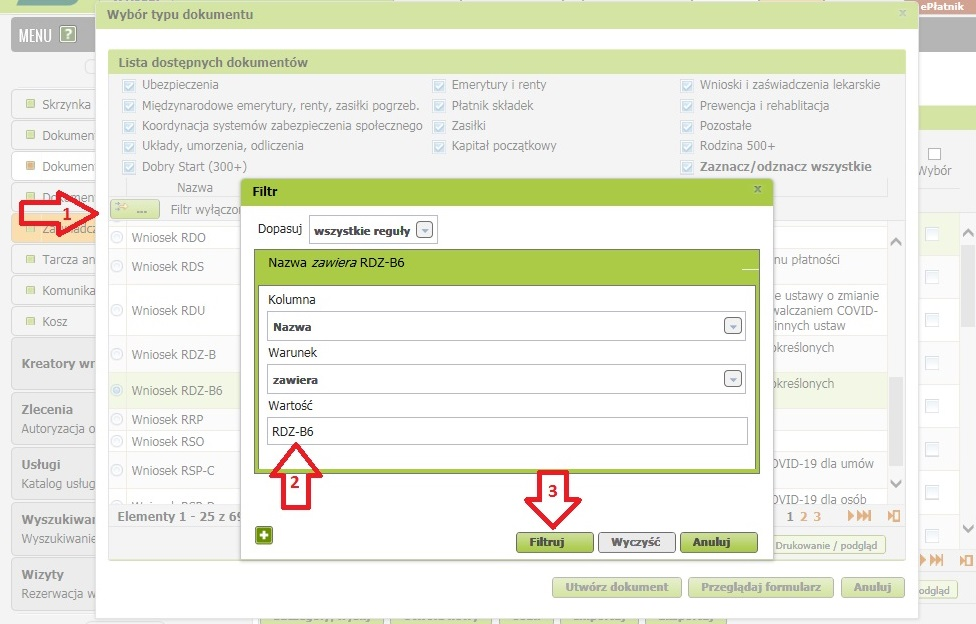 Wybór typu dokumentu
x
ePłatnik
MENU ?
Lista dostępnych dokumentów
Ubezpieczenia
Emerytury i renty
Wnioski i zaświadczenia lekarskie
Międzynarodowe emerytury, renty, zasiłki pogrzeb.
Płatnik składek
Prewencja i rehabilitacja
Koordynacja systemów zabezpieczenia społecznego
Zasiłki
Pozostałe
Układy, umorzenia, odliczenia
Kapitał początkowy
Rodzina 500+
Dobry Start (300+)
Zaznacz/odznacz wszystkie
Skrzynka
Dokumen
Dokumen
Dokumen
Zaświadcz
Tarcza an
Komunika
Kosz
Kreatory wr
Zlecenia
Autoryzacja o
Usługi
Katalog usług
Wyszukiwar
Wyszukiwanie
Wizyty
Rezerwacja w
Nazwa
1
...
Filtr wyłączo
Wniosek RDO
Wniosek RDS
Wniosek RDU
Wniosek RDZ-B
Wniosek RDZ-B6
Wniosek RRP
Wniosek RSO
Wniosek RSP-C
Elementy 1 - 25 z 69
Filtr
x
Dopasuj wszystkie reguły
Nazwa zawiera RDZ-B6
Kolumna
Nazwa
Warunek
zawiera
Wartość
RDZ-B6
2
3
Filtruj
Wyczyść
Anuluj
nu płatności
e ustawy o zmianie
walczaniem COVID-
innych ustaw
określonych
określonych
OVID-19 dla umów
OVID-19 dla osób
1 2 3
Drukowanie / podgląd
Utwórz dokument
Przeglądaj formularz
Anuluj
Wybór
odgląd